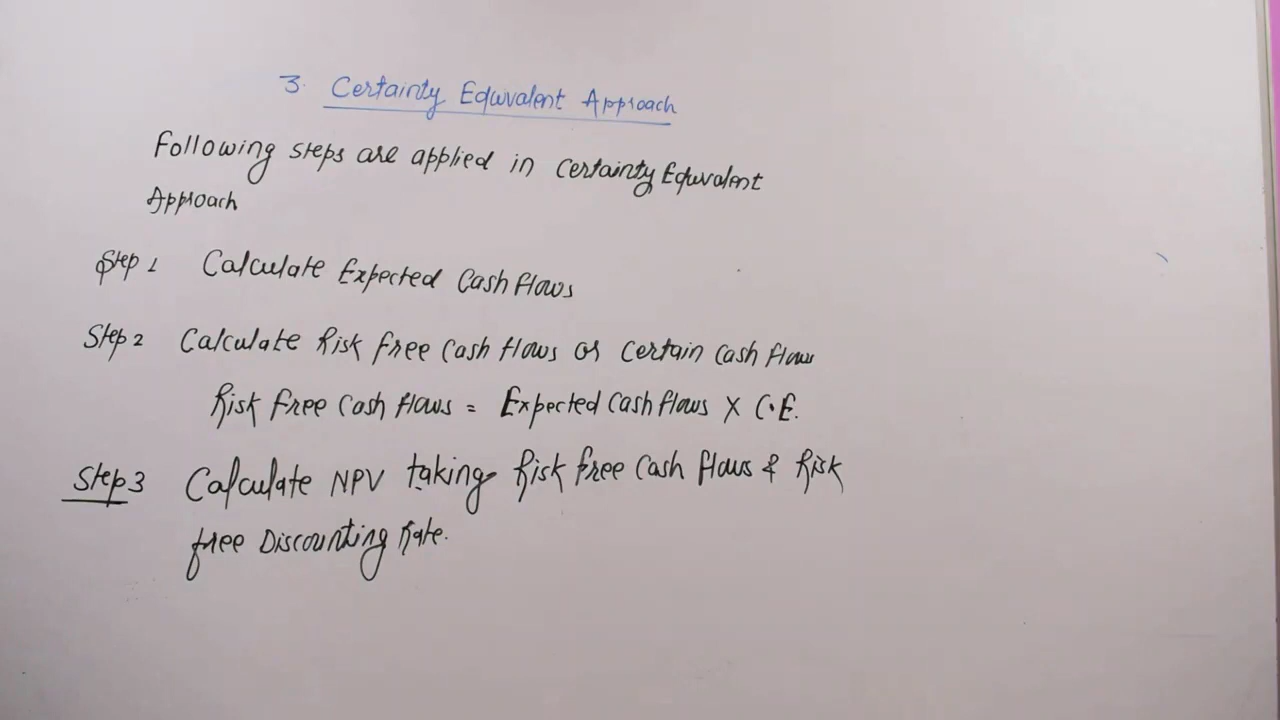 3. Certainty Equivalent Approach
Following steps are applied in Certainty Equivalent
Approach
Step 1 Calculate Expected Cash flows
Step 2 Calculate Risk free cash flows or certain cash flows
Risk free cash flows = Expected cash flows X C.E.
Step 3 Calculate NPV taking Risk free cash flows & Risk
free Discounting Rate.